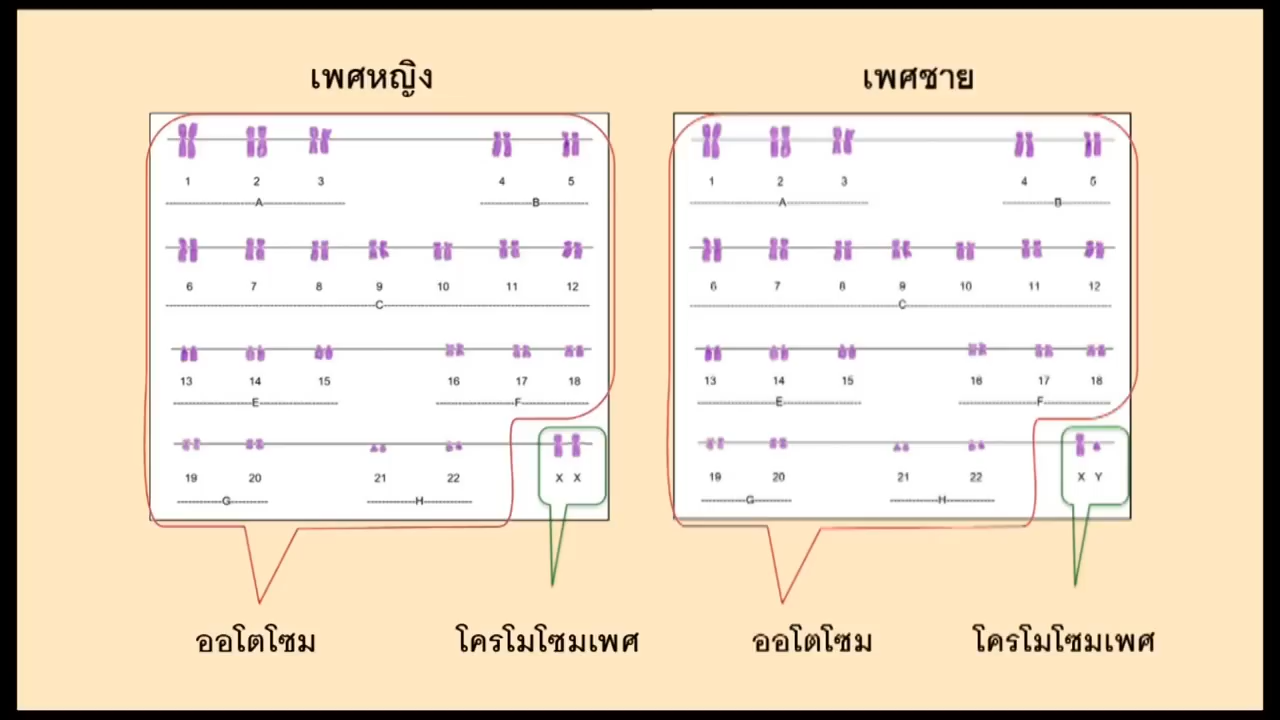 เพศหญิง เพศชาย
1 2 3 4 5
A B
6 7 8 9 10 11 12
C
13 14 15 16 17 18
E F
19 20 21 22 X X
G H
1 2 3 4 5
A B
6 7 8 9 10 11 12
C
13 14 15 16 17 18
E F
19 20 21 22 X Y
G H
ออโตโซม โครโมโซมเพศ ออโตโซม โครโมโซมเพศ